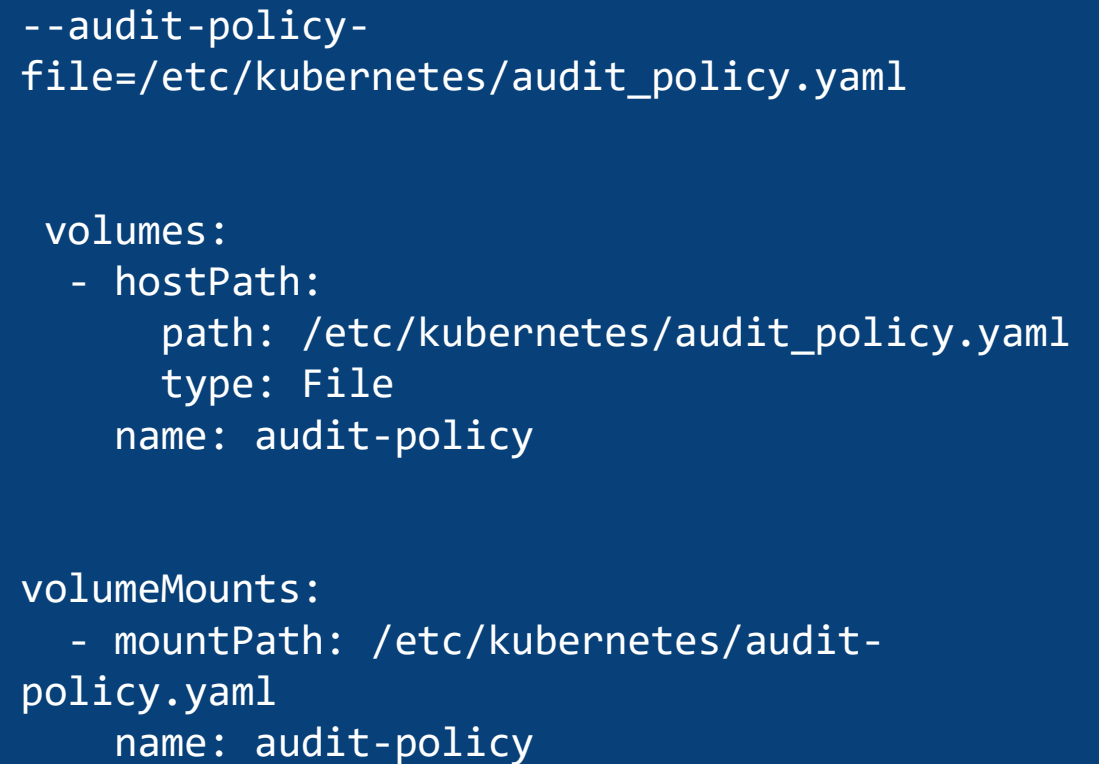 --audit-policy-
file=/etc/kubernetes/audit_policy.yaml
volumes:
- hostPath:
path: /etc/kubernetes/audit_policy.yaml
type: File
name: audit-policy
volumeMounts:
- mountPath: /etc/kubernetes/audit-
policy.yaml
name: audit-policy